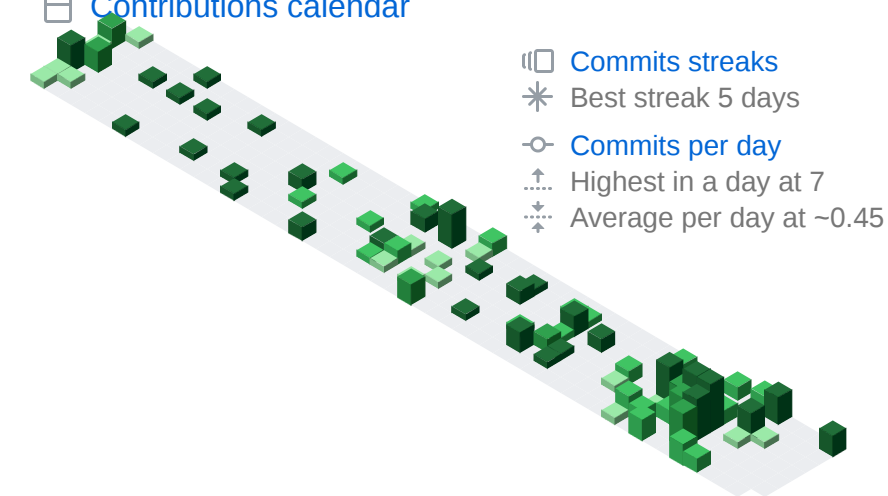 Contributions calendar
Commits streaks
Best streak 5 days
Commits per day
Highest in a day at 7
Average per day at ~0.45